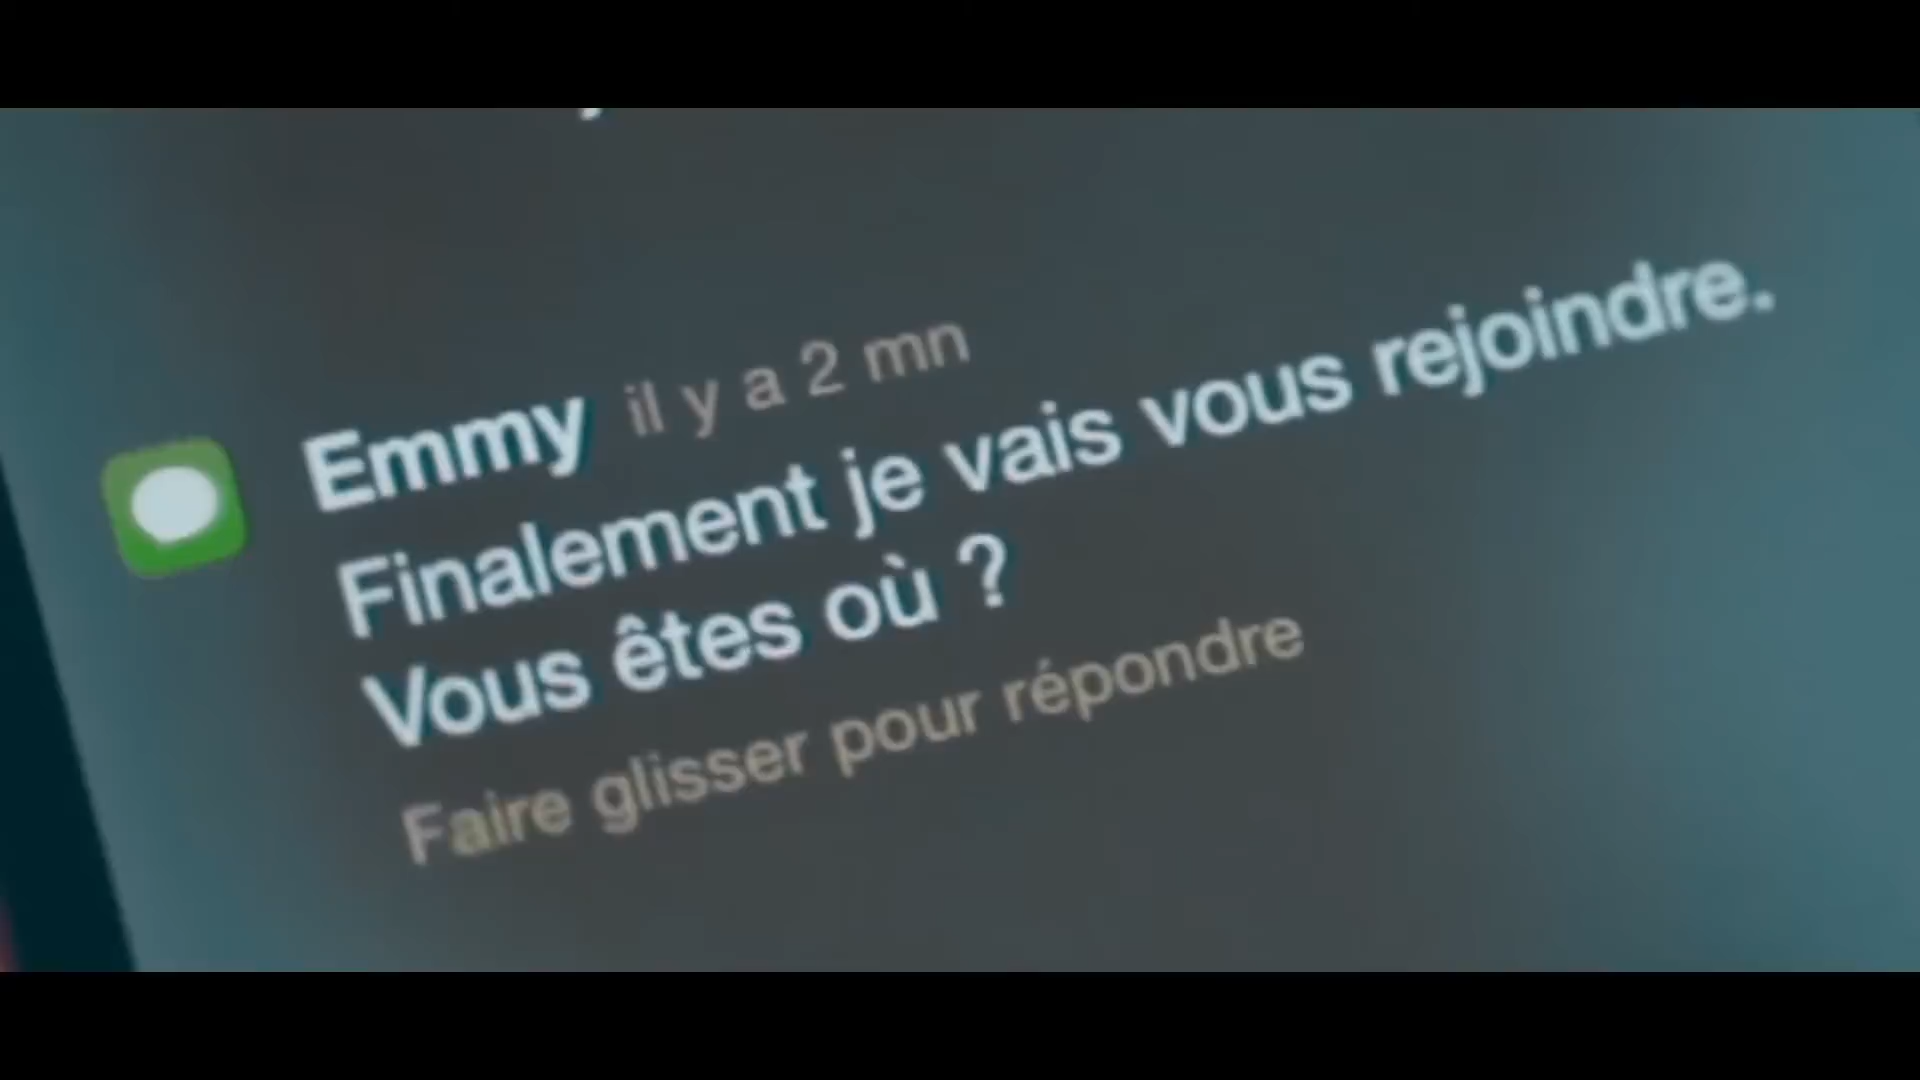 Emmy il y a 2 mn
Finalement je vais vous rejoindre.
Vous êtes où ?
Faire glisser pour répondre